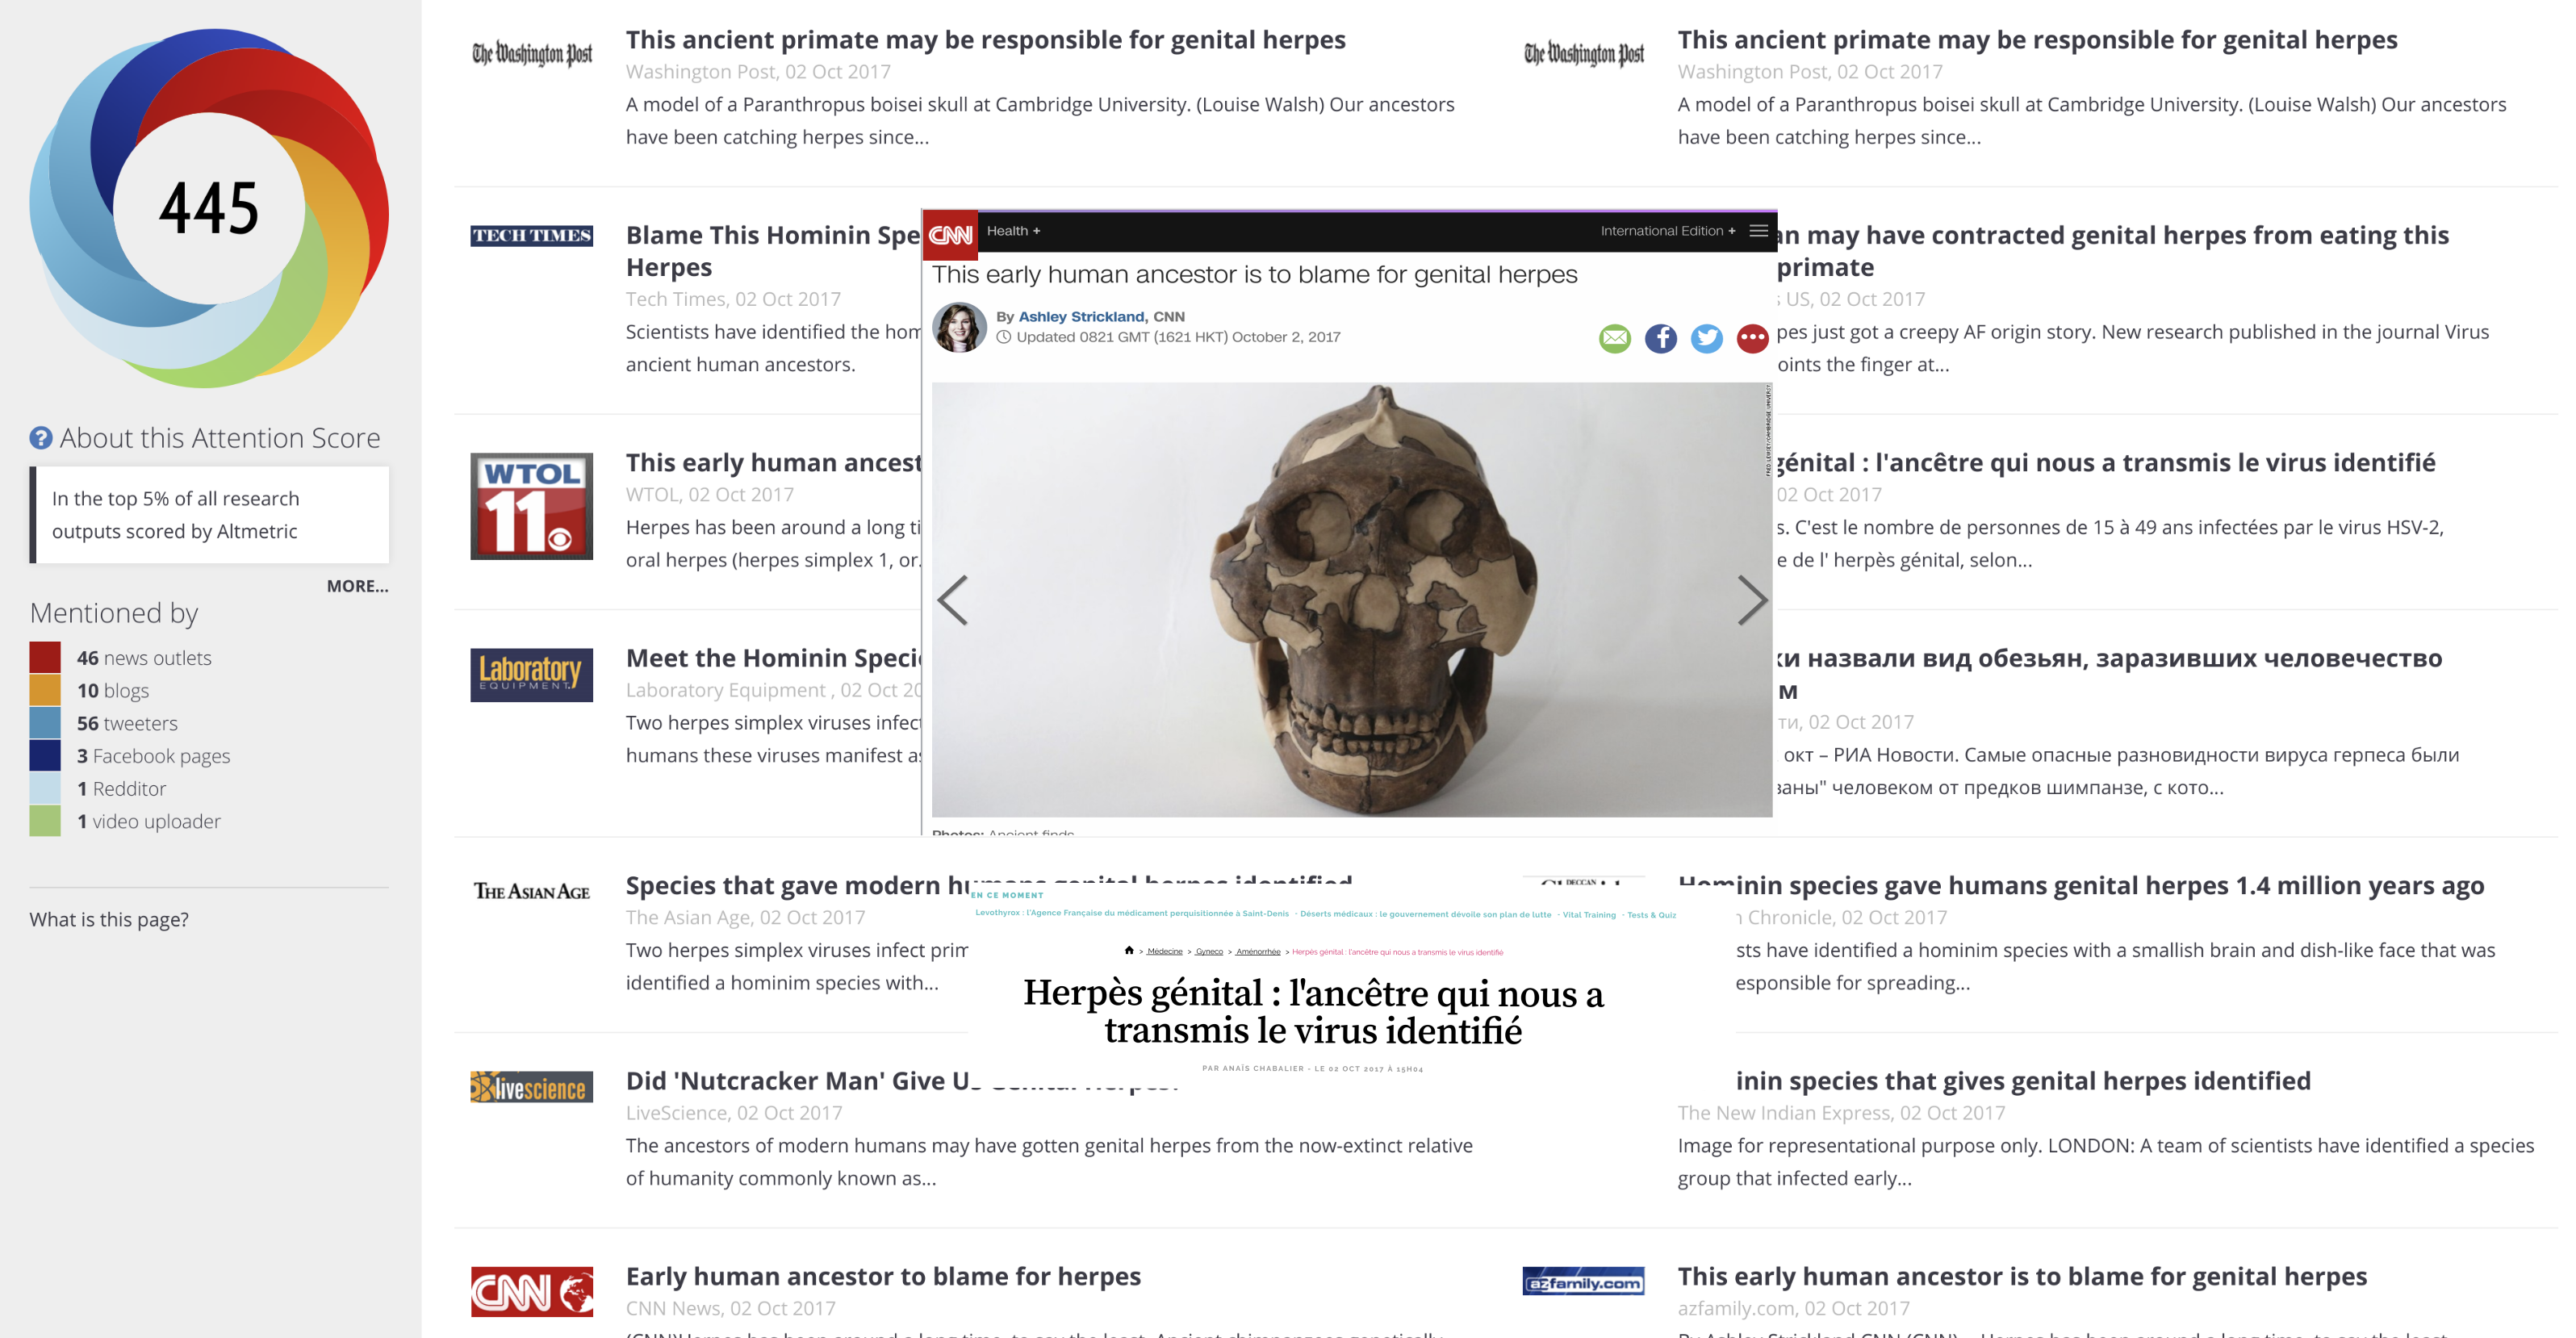 445
About this Attention Score
In the top 5% of all research
outputs scored by Altmetric
MORE...
Mentioned by
46 news outlets
10 blogs
56 tweeters
3 Facebook pages
1 Redditor
1 video uploader
What is this page?
The Washington Post
This ancient primate may be responsible for genital herpes
Washington Post, 02 Oct 2017
A model of a Paranthropus boisei skull at Cambridge University. (Louise Walsh) Our ancestors
have been catching herpes since...
TECH TIMES
Blame This Hominin Spe
Herpes
Tech Times, 02 Oct 2017
Scientists have identified the hom
ancient human ancestors.
WTOL
11
This early human ancest
WTOL, 02 Oct 2017
Herpes has been around a long ti
oral herpes (herpes simplex 1, or.
Laboratory
EQUIPMENT
Meet the Hominin Speci
Laboratory Equipment , 02 Oct 20
Two herpes simplex viruses infect
humans these viruses manifest as
THE ASIAN AGE
Species that gave modern humans genital herpes identified
The Asian Age, 02 Oct 2017
Two herpes simplex viruses infect prim
identified a hominim species with...
livescience
Did 'Nutcracker Man' Give Us Genital Herpes?
LiveScience, 02 Oct 2017
The ancestors of modern humans may have gotten genital herpes from the now-extinct relative
of humanity commonly known as...
CNN
Early human ancestor to blame for herpes
CNN News, 02 Oct 2017
CNN
Health +
International Edition +
This early human ancestor is to blame for genital herpes
By Ashley Strickland, CNN
Updated 0821 GMT (1621 HKT) October 2, 2017
Photos: Ancient finds
EN CE MOMENT
Levothyrox : l'Agence Française du médicament perquisitionnée à Saint-Denis - Déserts médicaux : le gouvernement dévoile son plan de lutte - Vital Training - Tests & Quiz
> Médecine > Gyneco > Aménorrhée > Herpès génital : l'ancêtre qui nous a transmis le virus identifié
Herpès génital : l'ancêtre qui nous a
transmis le virus identifié
PAR ANAÏS CHABALIER - LE 02 OCT 2017 À 15H04
The Washington Post
This ancient primate may be responsible for genital herpes
Washington Post, 02 Oct 2017
A model of a Paranthropus boisei skull at Cambridge University. (Louise Walsh) Our ancestors
have been catching herpes since...
an may have contracted genital herpes from eating this
primate
s US, 02 Oct 2017
pes just got a creepy AF origin story. New research published in the journal Virus
oints the finger at...
génital : l'ancêtre qui nous a transmis le virus identifié
02 Oct 2017
s. C'est le nombre de personnes de 15 à 49 ans infectées par le virus HSV-2,
e de l' herpès génital, selon...
ки назвали вид обезьян, заразивших человечество
м
ти, 02 Oct 2017
окт – РИА Новости. Самые опасные разновидности вируса герпеса были
ваны" человеком от предков шимпанзе, с кото...
Hominin species gave humans genital herpes 1.4 million years ago
Chronicle, 02 Oct 2017
sts have identified a hominim species with a smallish brain and dish-like face that was
esponsible for spreading...
inin species that gives genital herpes identified
The New Indian Express, 02 Oct 2017
Image for representational purpose only. LONDON: A team of scientists have identified a species
group that infected early...
azfamily.com
This early human ancestor is to blame for genital herpes
azfamily.com, 02 Oct 2017